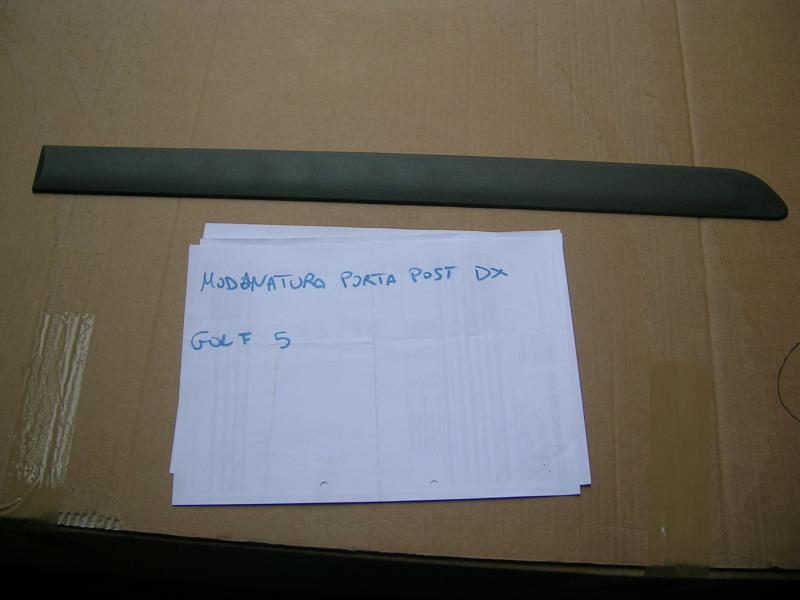 MODANATURA PORTA POST DX
GOLF 5